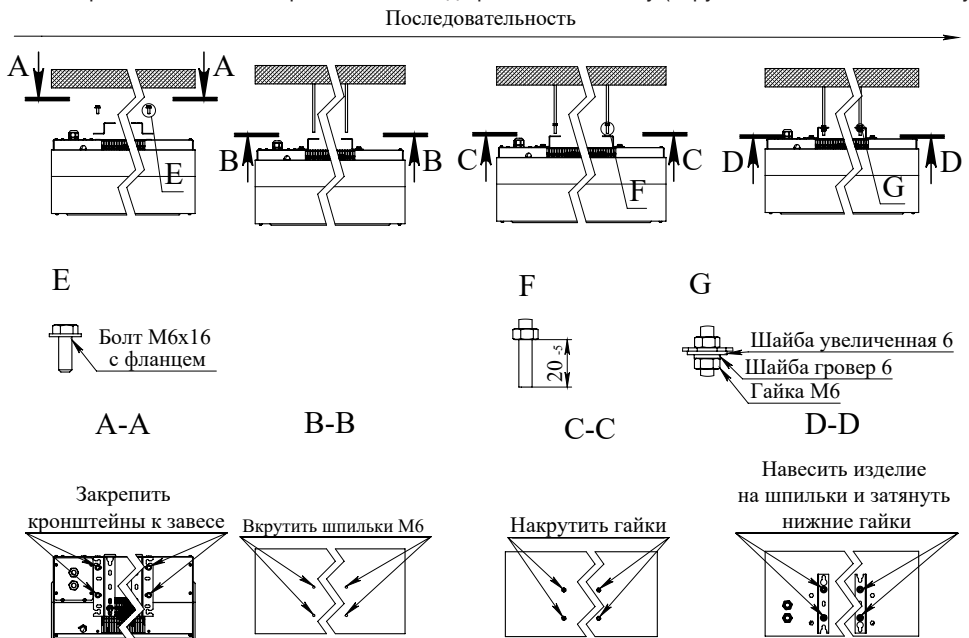 Последовательность
A A
B B
C C
D D
E
F
G
E
F
G
Болт М6х16
с фланцем
20 -5
Шайба увеличенная 6
Шайба гровер 6
Гайка М6
A-A
B-B
C-C
D-D
Закрепить
кронштейны к завесе
Вкрутить шпильки М6
Накрутить гайки
Навесить изделие
на шпильки и затянуть
нижние гайки